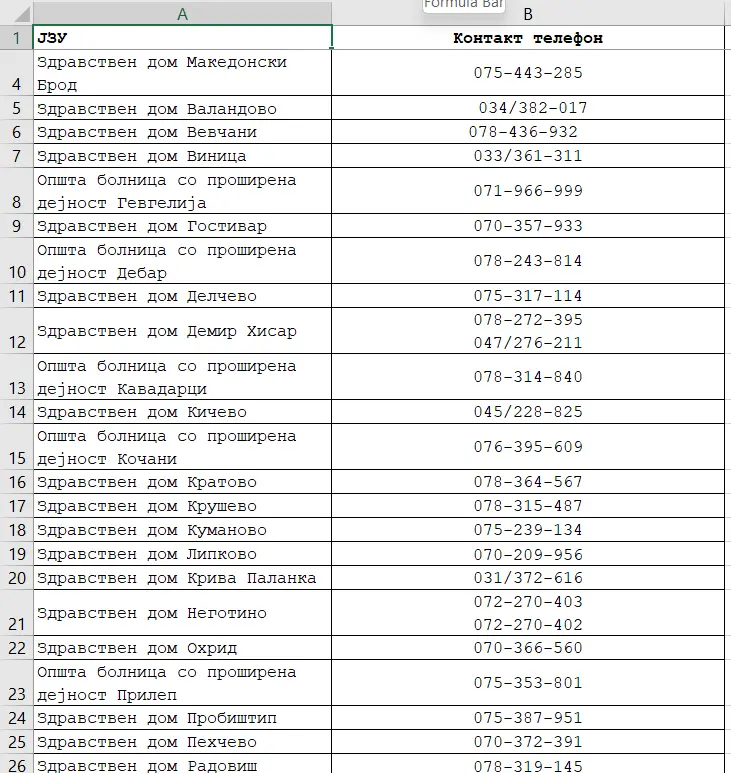 Formula Bar
A B
1 ЈЗУ Контакт телефон
Здравствен дом Македонски
4 Брод 075-443-285
5 Здравствен дом Валандово 034/382-017
6 Здравствен дом Вевчани 078-436-932
7 Здравствен дом Виница 033/361-311
Општа болница со проширена
8 дејност Гевгелија 071-966-999
9 Здравствен дом Гостивар 070-357-933
Општа болница со проширена
10 дејност Дебар 078-243-814
11 Здравствен дом Делчево 075-317-114
078-272-395
12 Здравствен дом Демир Хисар 047/276-211
Општа болница со проширена
13 дејност Кавадарци 078-314-840
14 Здравствен дом Кичево 045/228-825
Општа болница со проширена
15 дејност Кочани 076-395-609
16 Здравствен дом Кратово 078-364-567
17 Здравствен дом Крушево 078-315-487
18 Здравствен дом Куманово 075-239-134
19 Здравствен дом Липково 070-209-956
20 Здравствен дом Крива Паланка 031/372-616
072-270-403
21 Здравствен дом Неготино 072-270-402
22 Здравствен дом Охрид 070-366-560
Општа болница со проширена
23 дејност Прилеп 075-353-801
24 Здравствен дом Пробиштип 075-387-951
25 Здравствен дом Пехчево 070-372-391
26 Здравствен дом Радовиш 078-319-145